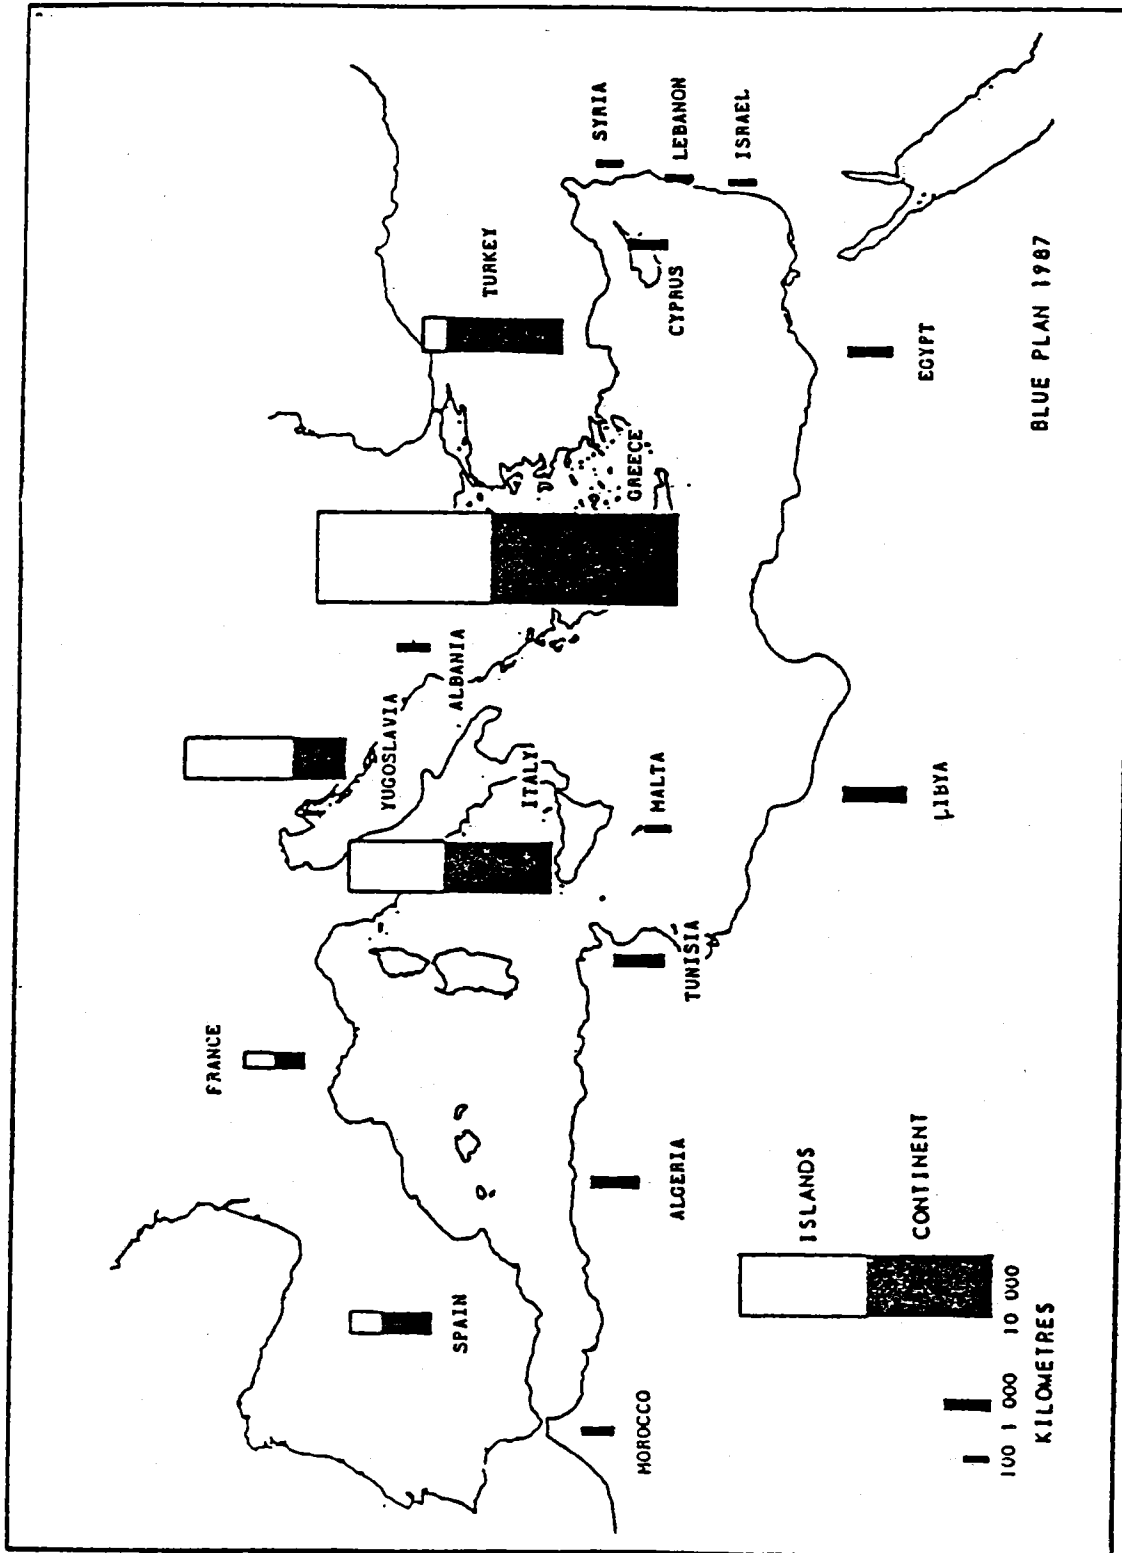 SPAIN
FRANCE
YUGOSLAVIA
ALBANIA
ITALY
GREECE
TURKEY
SYRIA
LEBANON
ISRAEL
CYPRUS
MALTA
MOROCCO
ALGERIA
TUNISIA
LIBYA
EGYPT
ISLANDS
CONTINENT
100 1 000 10 000
KILOMETRES
BLUE PLAN 1987